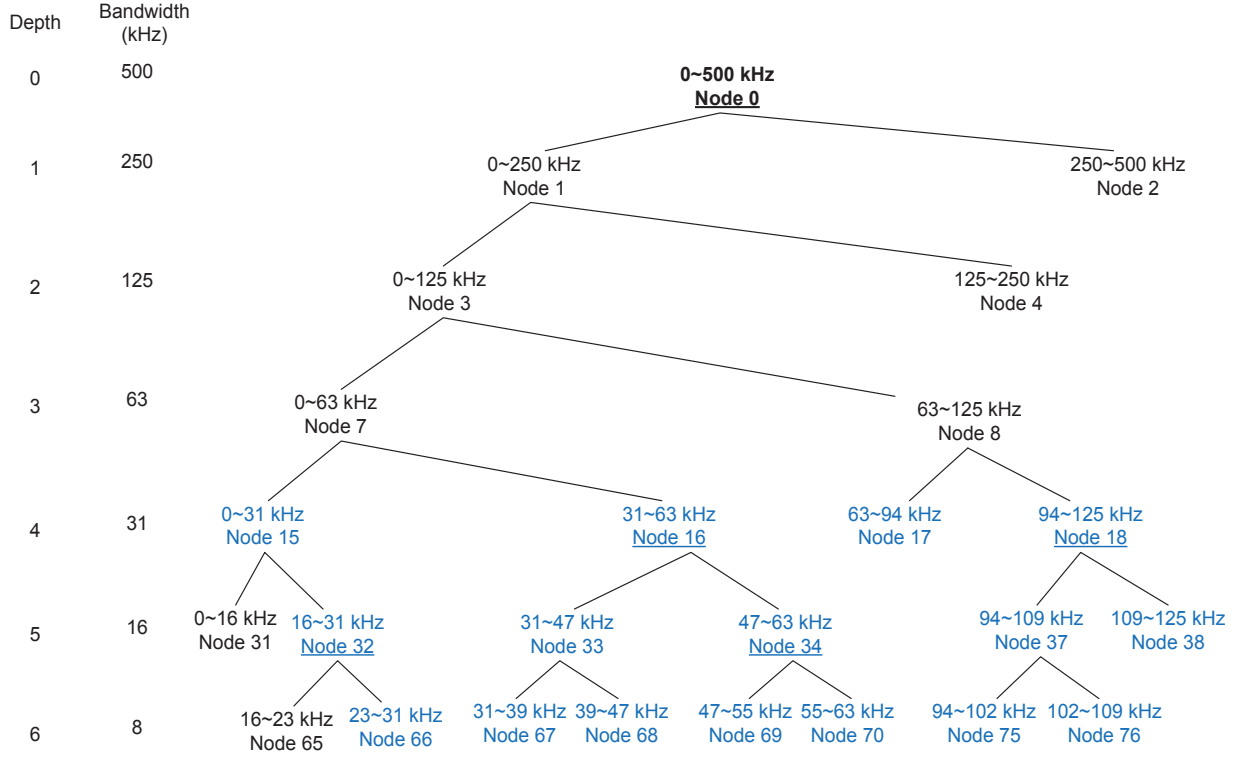 Depth
Bandwidth
(kHz)
0
500
0~500 kHz
Node 0
1
250
0~250 kHz
Node 1
250~500 kHz
Node 2
2
125
0~125 kHz
Node 3
125~250 kHz
Node 4
3
63
0~63 kHz
Node 7
63~125 kHz
Node 8
4
31
0~31 kHz
Node 15
31~63 kHz
Node 16
63~94 kHz
Node 17
94~125 kHz
Node 18
5
16
0~16 kHz
Node 31
16~31 kHz
Node 32
31~47 kHz
Node 33
47~63 kHz
Node 34
94~109 kHz
Node 37
109~125 kHz
Node 38
6
8
16~23 kHz
Node 65
23~31 kHz
Node 66
31~39 kHz
Node 67
39~47 kHz
Node 68
47~55 kHz
Node 69
55~63 kHz
Node 70
94~102 kHz
Node 75
102~109 kHz
Node 76